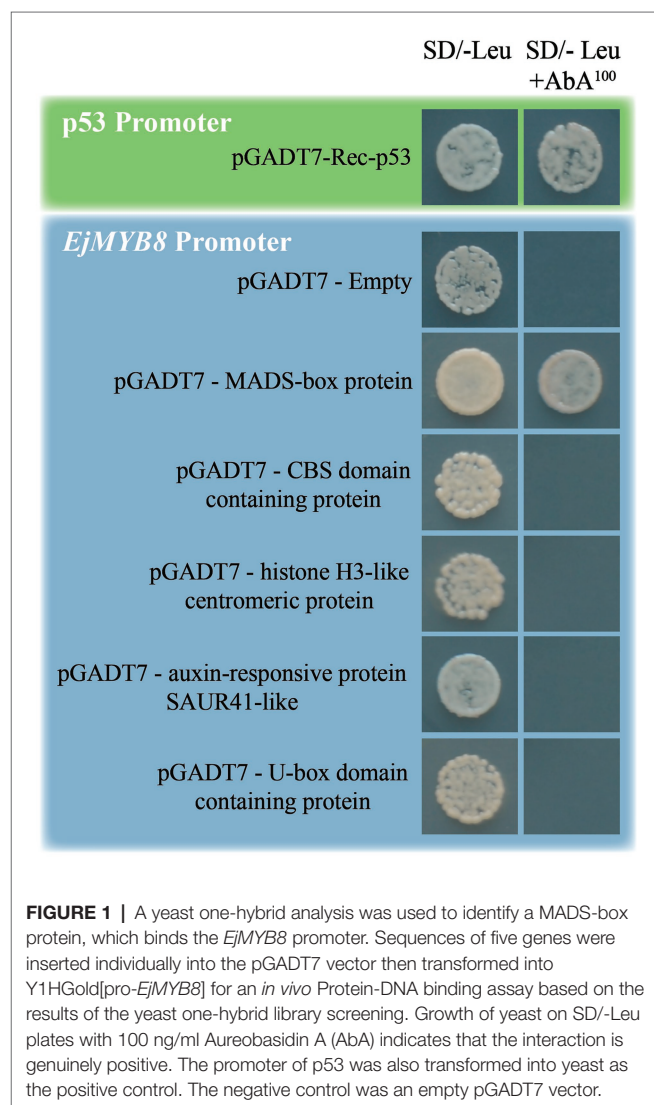 SD/-Leu SD/- Leu
+AbA¹⁰⁰
p53 Promoter
pGADT7-Rec-p53
EjMYB8 Promoter
pGADT7 - Empty
pGADT7 - MADS-box protein
pGADT7 - CBS domain
containing protein
pGADT7 - histone H3-like
centromeric protein
pGADT7 - auxin-responsive protein
SAUR41-like
pGADT7 - U-box domain
containing protein
FIGURE 1 | A yeast one-hybrid analysis was used to identify a MADS-box
protein, which binds the EjMYB8 promoter. Sequences of five genes were
inserted individually into the pGADT7 vector then transformed into
Y1HGold[pro-EjMYB8] for an in vivo Protein-DNA binding assay based on the
results of the yeast one-hybrid library screening. Growth of yeast on SD/-Leu
plates with 100 ng/ml Aureobasidin A (AbA) indicates that the interaction is
genuinely positive. The promoter of p53 was also transformed into yeast as
the positive control. The negative control was an empty pGADT7 vector.